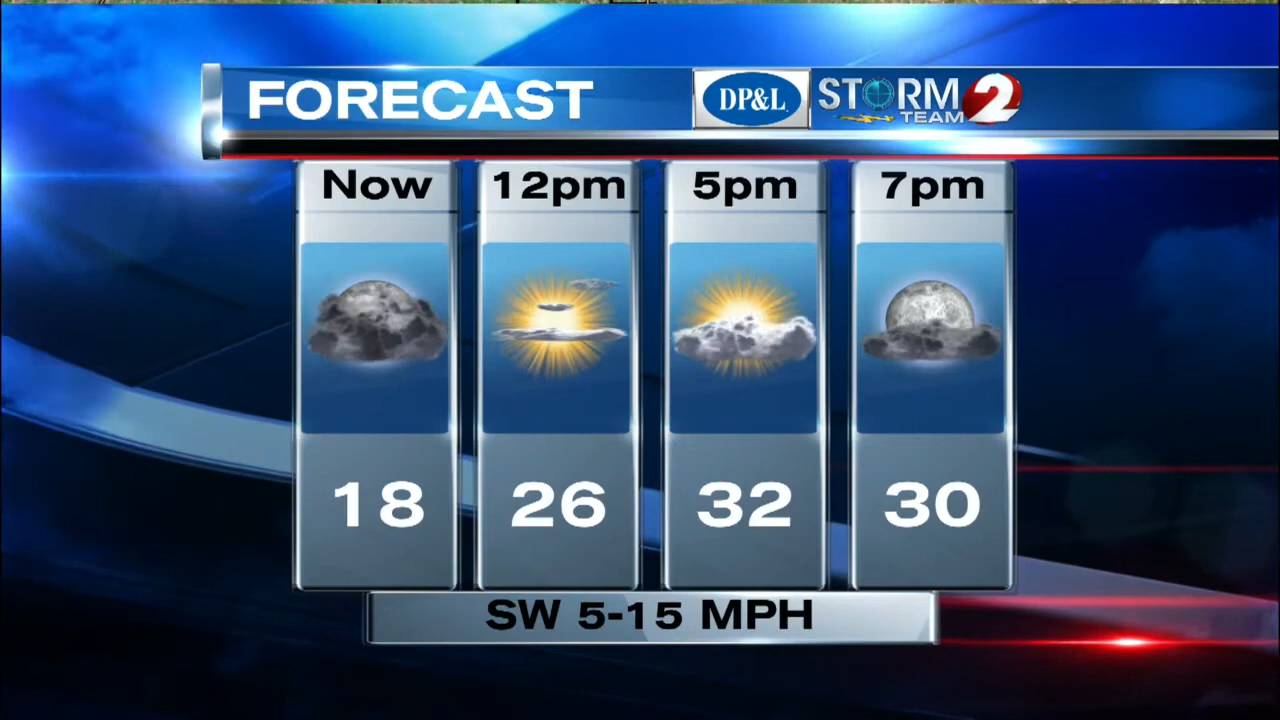 FORECAST
DP&L
STORM
TEAM 2
Now 12pm 5pm 7pm
18 26 32 30
SW 5-15 MPH